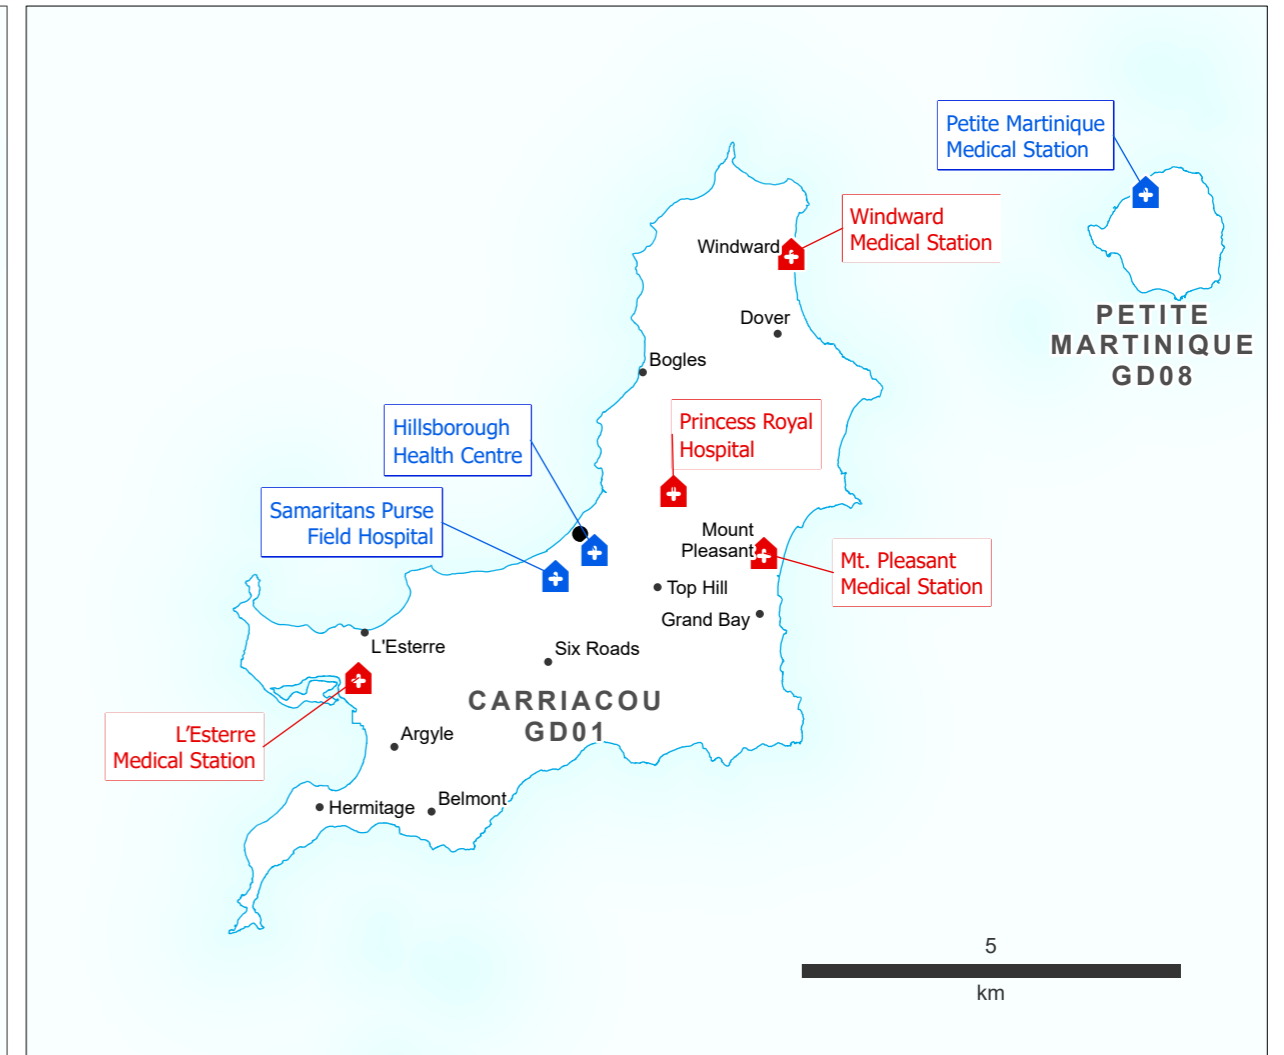 Petite Martinique
Medical Station
Windward
Medical Station
Windward
PETITE
MARTINIQUE
GD08
Dover
Bogles
Hillsborough
Health Centre
Princess Royal
Hospital
Samaritans Purse
Field Hospital
Mount
Pleasant
Mt. Pleasant
Medical Station
Top Hill
Grand Bay
L'Esterre
Six Roads
CARRIACOU
GD01
L’Esterre
Medical Station
Argyle
Hermitage
Belmont
5
km